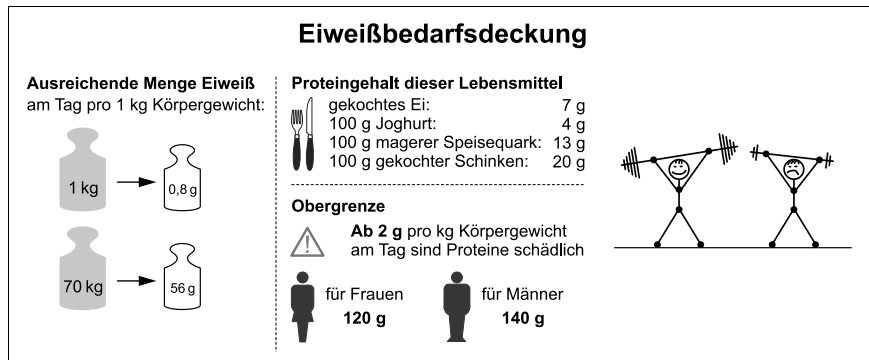 Eiweißbedarfsdeckung
Ausreichende Menge Eiweiß
am Tag pro 1 kg Körpergewicht:
1 kg
0,8 g
70 kg
56 g
Proteingehalt dieser Lebensmittel
gekochtes Ei: 7 g
100 g Joghurt: 4 g
100 g magerer Speisequark: 13 g
100 g gekochter Schinken: 20 g
Obergrenze
Ab 2 g pro kg Körpergewicht
am Tag sind Proteine schädlich
für Frauen
120 g
für Männer
140 g